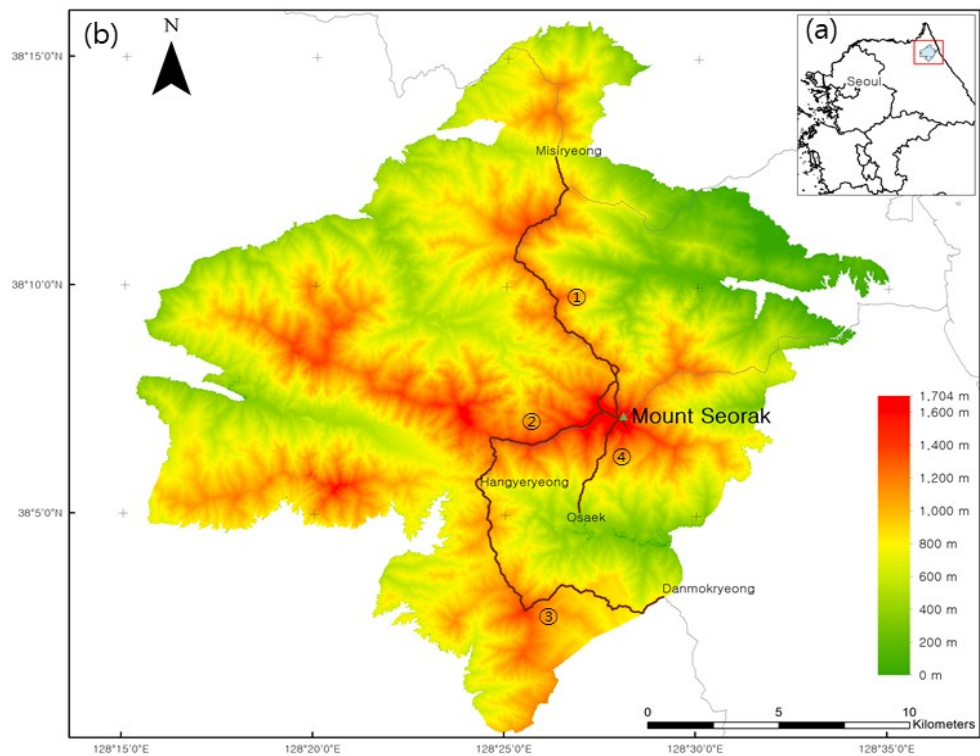 (b)
N
(a)
Seoul
38°15'0"N
38°10'0"N
38°5'0"N
Misiryeong
①
②
Mount Seorak
④
Hangyeryeong
Osaek
Danmokryeong
③
1,704 m
1,600 m
1,400 m
1,200 m
1,000 m
800 m
600 m
400 m
200 m
0 m
0 5 10
Kilometers
128°15'0"E 128°20'0"E 128°25'0"E 128°30'0"E 128°35'0"E